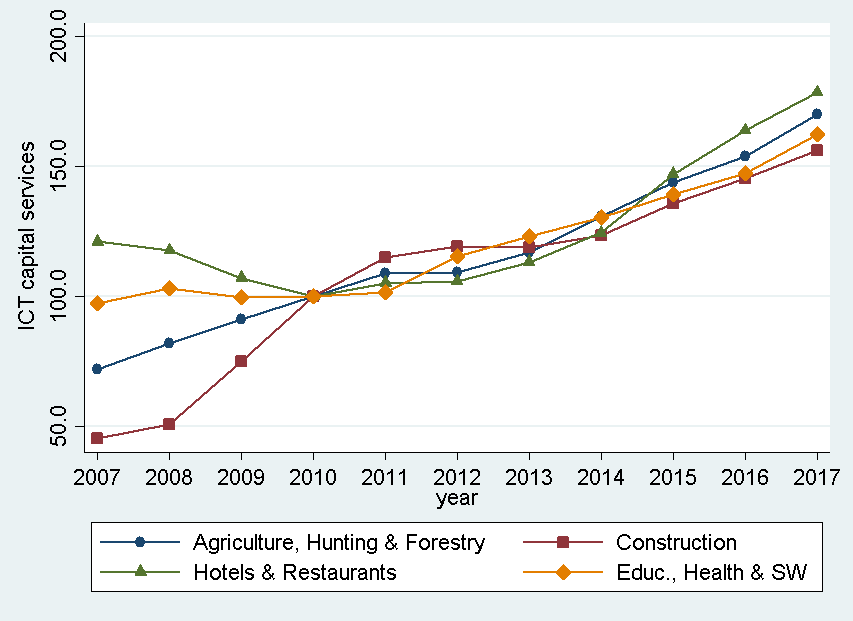 200.0
150.0
100.0
50.0
ICT capital services
2007 2008 2009 2010 2011 2012 2013 2014 2015 2016 2017
year
Agriculture, Hunting & Forestry Construction
Hotels & Restaurants Educ., Health & SW